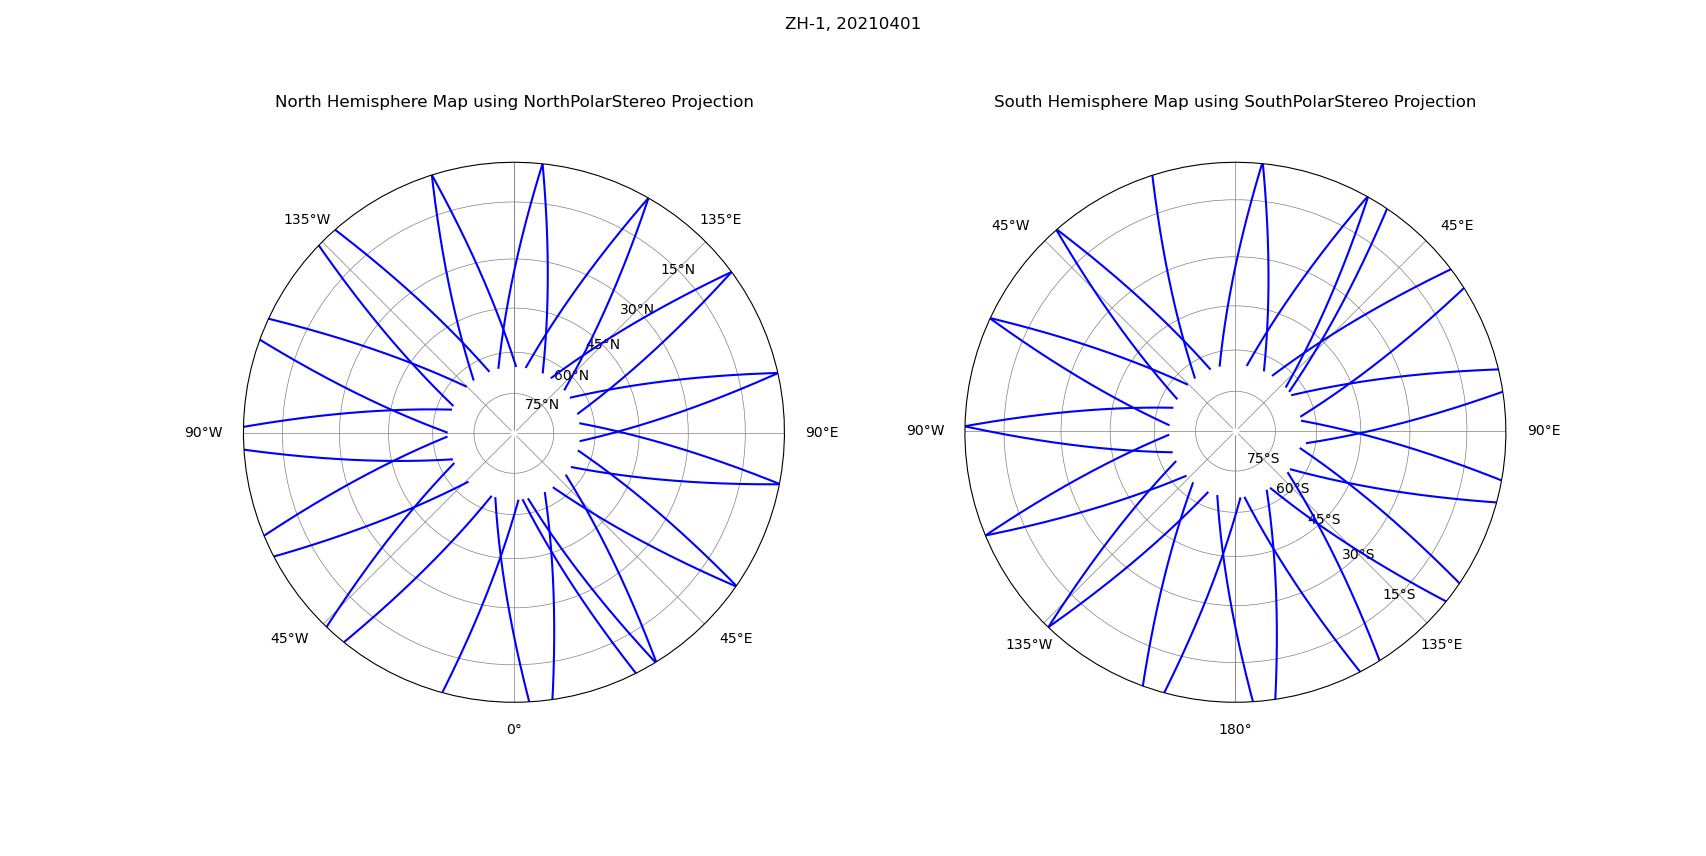 ZH-1, 20210401
North Hemisphere Map using NorthPolarStereo Projection
135°W
135°E
15°N
30°N
45°N
60°N
75°N
90°W
90°E
45°W
45°E
0°
South Hemisphere Map using SouthPolarStereo Projection
45°W
45°E
90°W
90°E
75°S
60°S
45°S
30°S
15°S
135°W
135°E
180°